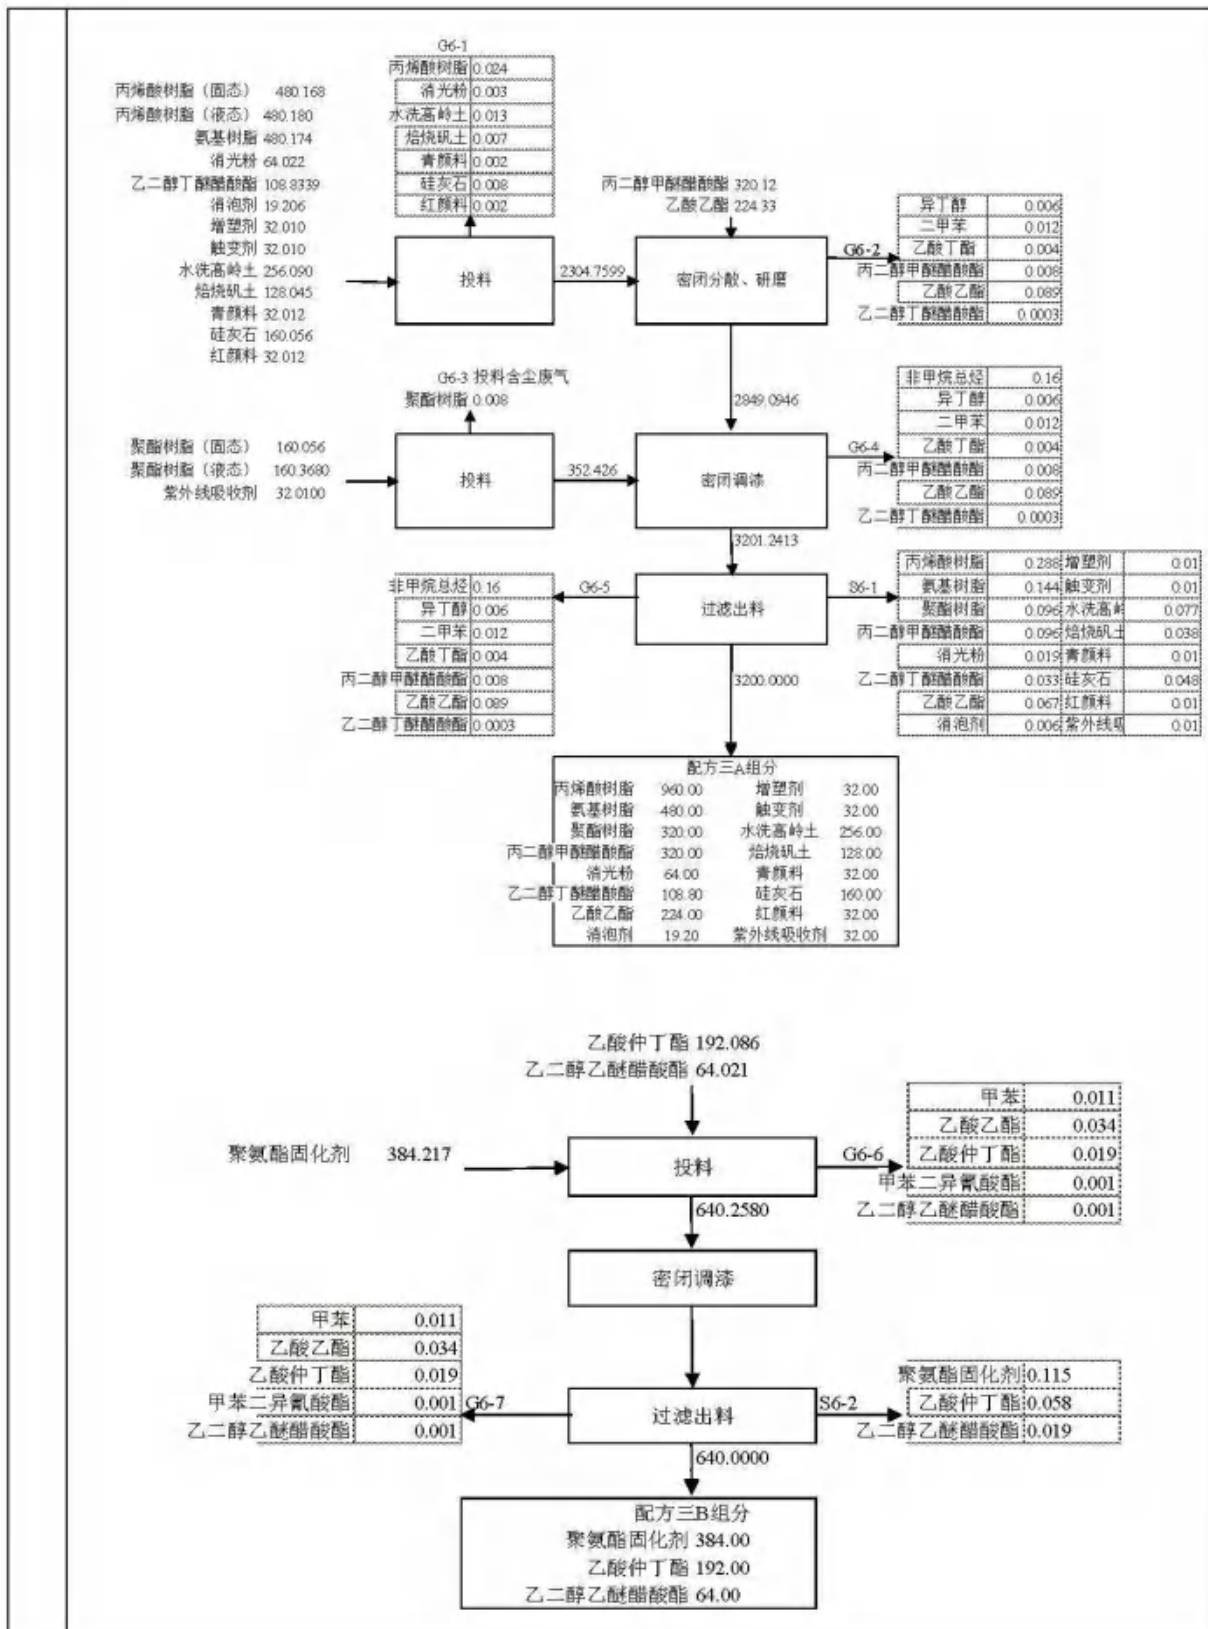 G6-1
丙烯酸树脂 0.024
消光粉 0.003
水洗高岭土 0.013
焙烧矾土 0.007
青颜料 0.002
硅灰石 0.008
红颜料 0.002
丙烯酸树脂（固态） 480.168
丙烯酸树脂（液态） 480.180
氨基树脂 480.174
消光粉 64.022
乙二醇丁醚醋酸酯 108.8339
消泡剂 19.206
增塑剂 32.010
触变剂 32.010
水洗高岭土 256.090
焙烧矾土 128.045
青颜料 32.012
硅灰石 160.056
红颜料 32.012
投料
2304.7599
丙二醇甲醚醋酸酯 320.12
乙酸乙酯 224.33
密闭分散、研磨
G6-2
异丁醇 0.006
二甲苯 0.012
乙酸丁酯 0.004
丙二醇甲醚醋酸酯 0.008
乙酸乙酯 0.089
乙二醇丁醚醋酸酯 0.0003
2849.0946
G6-3 投料含尘废气
聚酯树脂 0.008
聚酯树脂（固态） 160.056
聚酯树脂（液态） 160.3680
紫外线吸收剂 32.0100
投料
352.426
密闭调漆
G6-4
非甲烷总烃 0.16
异丁醇 0.006
二甲苯 0.012
乙酸丁酯 0.004
丙二醇甲醚醋酸酯 0.008
乙酸乙酯 0.089
乙二醇丁醚醋酸酯 0.0003
3201.2413
非甲烷总烃 0.16
异丁醇 0.006
二甲苯 0.012
乙酸丁酯 0.004
丙二醇甲醚醋酸酯 0.008
乙酸乙酯 0.089
乙二醇丁醚醋酸酯 0.0003
G6-5
过滤出料
S6-1
丙烯酸树脂 0.288 增塑剂 0.01
氨基树脂 0.144 触变剂 0.01
聚酯树脂 0.096 水洗高岭 0.077
丙二醇甲醚醋酸酯 0.096 焙烧矾土 0.038
消光粉 0.019 青颜料 0.01
乙二醇丁醚醋酸酯 0.033 硅灰石 0.048
乙酸乙酯 0.067 红颜料 0.01
消泡剂 0.006 紫外线吸 0.01
3200.0000
配方三A组分
丙烯酸树脂 960.00 增塑剂 32.00
氨基树脂 480.00 触变剂 32.00
聚酯树脂 320.00 水洗高岭土 256.00
丙二醇甲醚醋酸酯 320.00 焙烧矾土 128.00
消光粉 64.00 青颜料 32.00
乙二醇丁醚醋酸酯 108.80 硅灰石 160.00
乙酸乙酯 224.00 红颜料 32.00
消泡剂 19.20 紫外线吸收剂 32.00
乙酸仲丁酯 192.086
乙二醇乙醚醋酸酯 64.021
聚氨酯固化剂 384.217
投料
G6-6
甲苯 0.011
乙酸乙酯 0.034
乙酸仲丁酯 0.019
甲苯二异氰酸酯 0.001
乙二醇乙醚醋酸酯 0.001
640.2580
密闭调漆
甲苯 0.011
乙酸乙酯 0.034
乙酸仲丁酯 0.019
甲苯二异氰酸酯 0.001
乙二醇乙醚醋酸酯 0.001
G6-7
过滤出料
S6-2
聚氨酯固化剂 0.115
乙酸仲丁酯 0.058
乙二醇乙醚醋酸酯 0.019
640.0000
配方三B组分
聚氨酯固化剂 384.00
乙酸仲丁酯 192.00
乙二醇乙醚醋酸酯 64.00